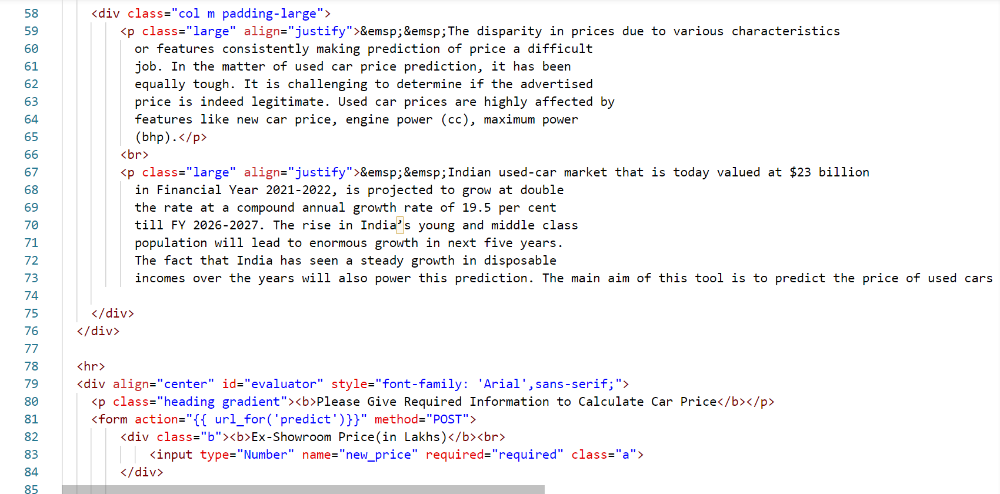 58 <div class="col m padding-large">
59 <p class="large" align="justify">&emsp;&emsp;The disparity in prices due to various characteristics
60 or features consistently making prediction of price a difficult
61 job. In the matter of used car price prediction, it has been
62 equally tough. It is challenging to determine if the advertised
63 price is indeed legitimate. Used car prices are highly affected by
64 features like new car price, engine power (cc), maximum power
65 (bhp).</p>
66 <br>
67 <p class="large" align="justify">&emsp;&emsp;Indian used-car market that is today valued at $23 billion
68 in Financial Year 2021-2022, is projected to grow at double
69 the rate at a compound annual growth rate of 19.5 per cent
70 till FY 2026-2027. The rise in India’s young and middle class
71 population will lead to enormous growth in next five years.
72 The fact that India has seen a steady growth in disposable
73 incomes over the years will also power this prediction. The main aim of this tool is to predict the price of used cars
74
75 </div>
76 </div>
77
78 <hr>
79 <div align="center" id="evaluator" style="font-family: 'Arial',sans-serif;">
80 <p class="heading gradient"><b>Please Give Required Information to Calculate Car Price</b></p>
81 <form action="{{ url_for('predict')}}" method="POST">
82 <div class="b"><b>Ex-Showroom Price(in Lakhs)</b><br>
83 <input type="Number" name="new_price" required="required" class="a">
84 </div>
85